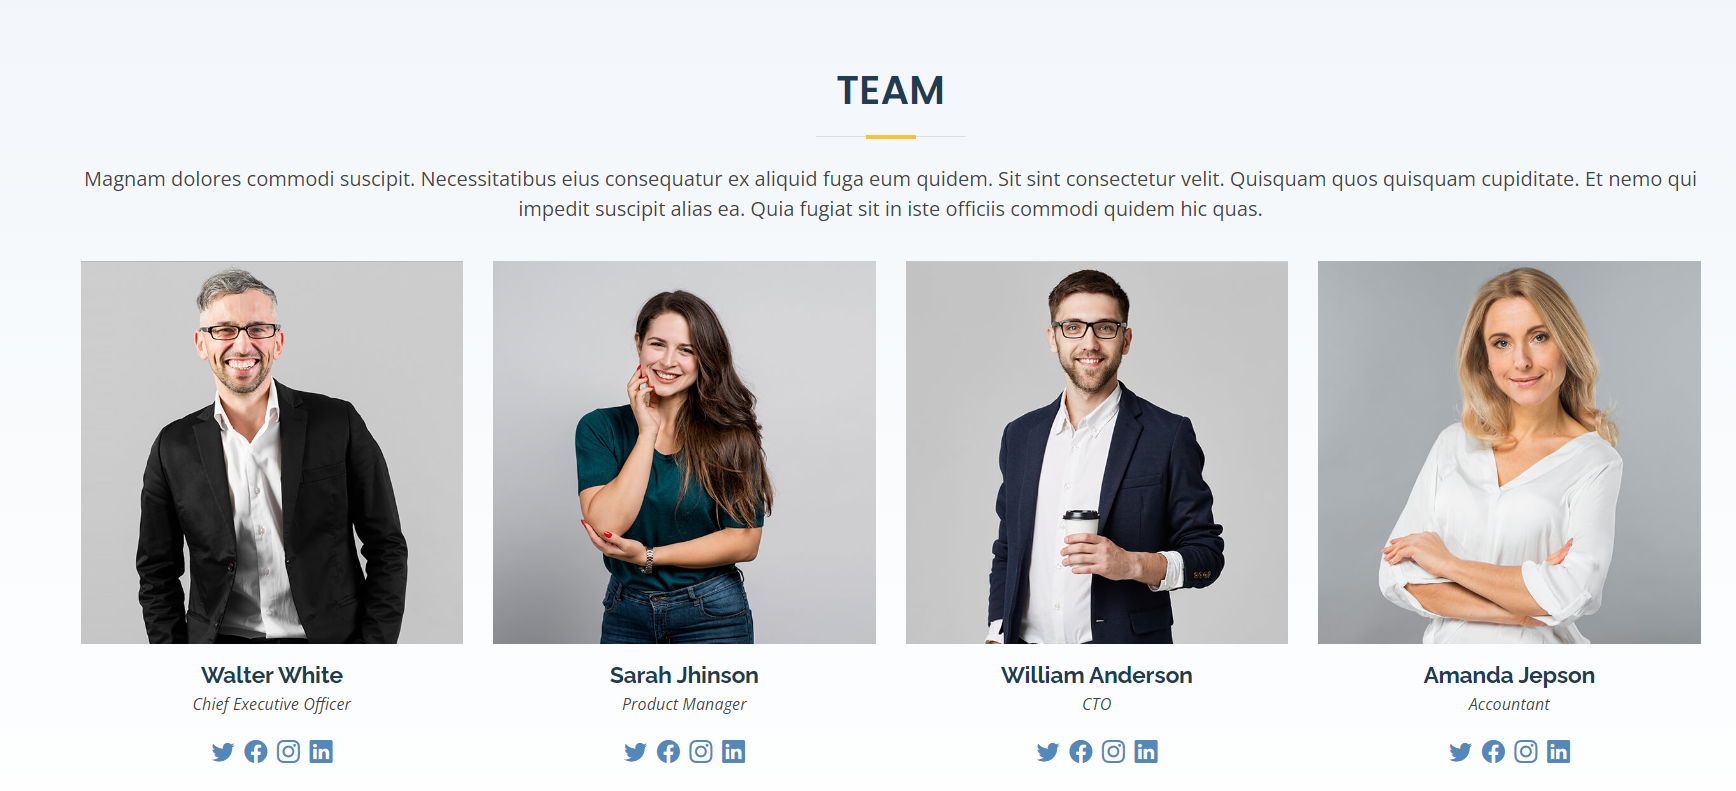 TEAM
Magnam dolores commodi suscipit. Necessitatibus eius consequatur ex aliquid fuga eum quidem. Sit sint consectetur velit. Quisquam quos quisquam cupiditate. Et nemo qui
impedit suscipit alias ea. Quia fugiat sit in iste officiis commodi quidem hic quas.
Walter White
Chief Executive Officer
Sarah Jhinson
Product Manager
William Anderson
CTO
Amanda Jepson
Accountant